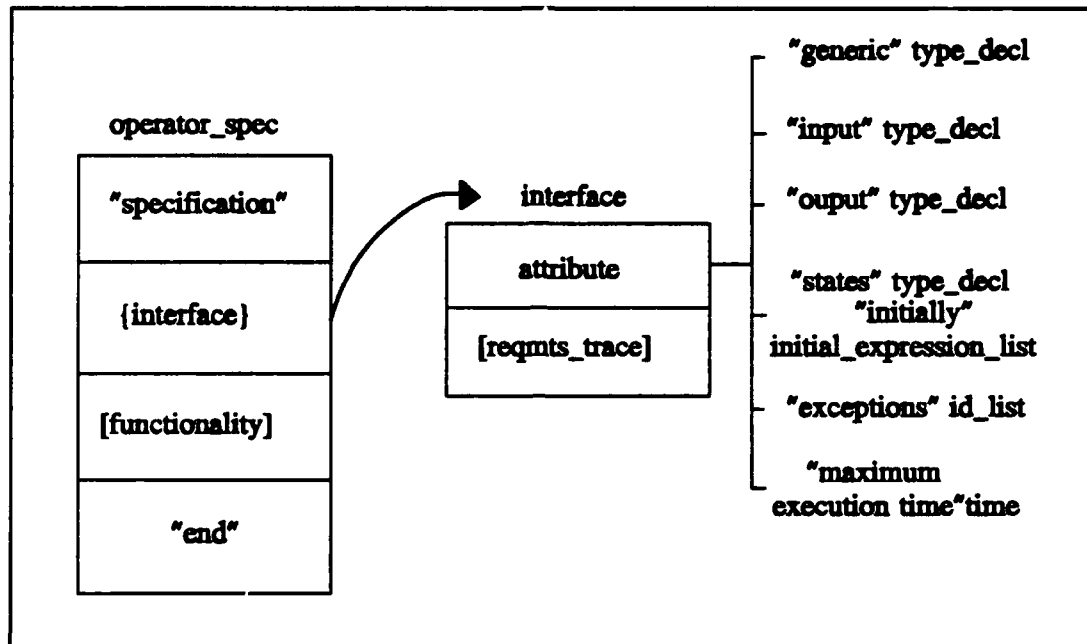 operator_spec
"specification"
{interface}
[functionality]
"end"
interface
attribute
[reqmts_trace]
"generic" type_decl
"input" type_decl
"ouput" type_decl
"states" type_decl
"initially"
initial_expression_list
"exceptions" id_list
"maximum
execution time"time